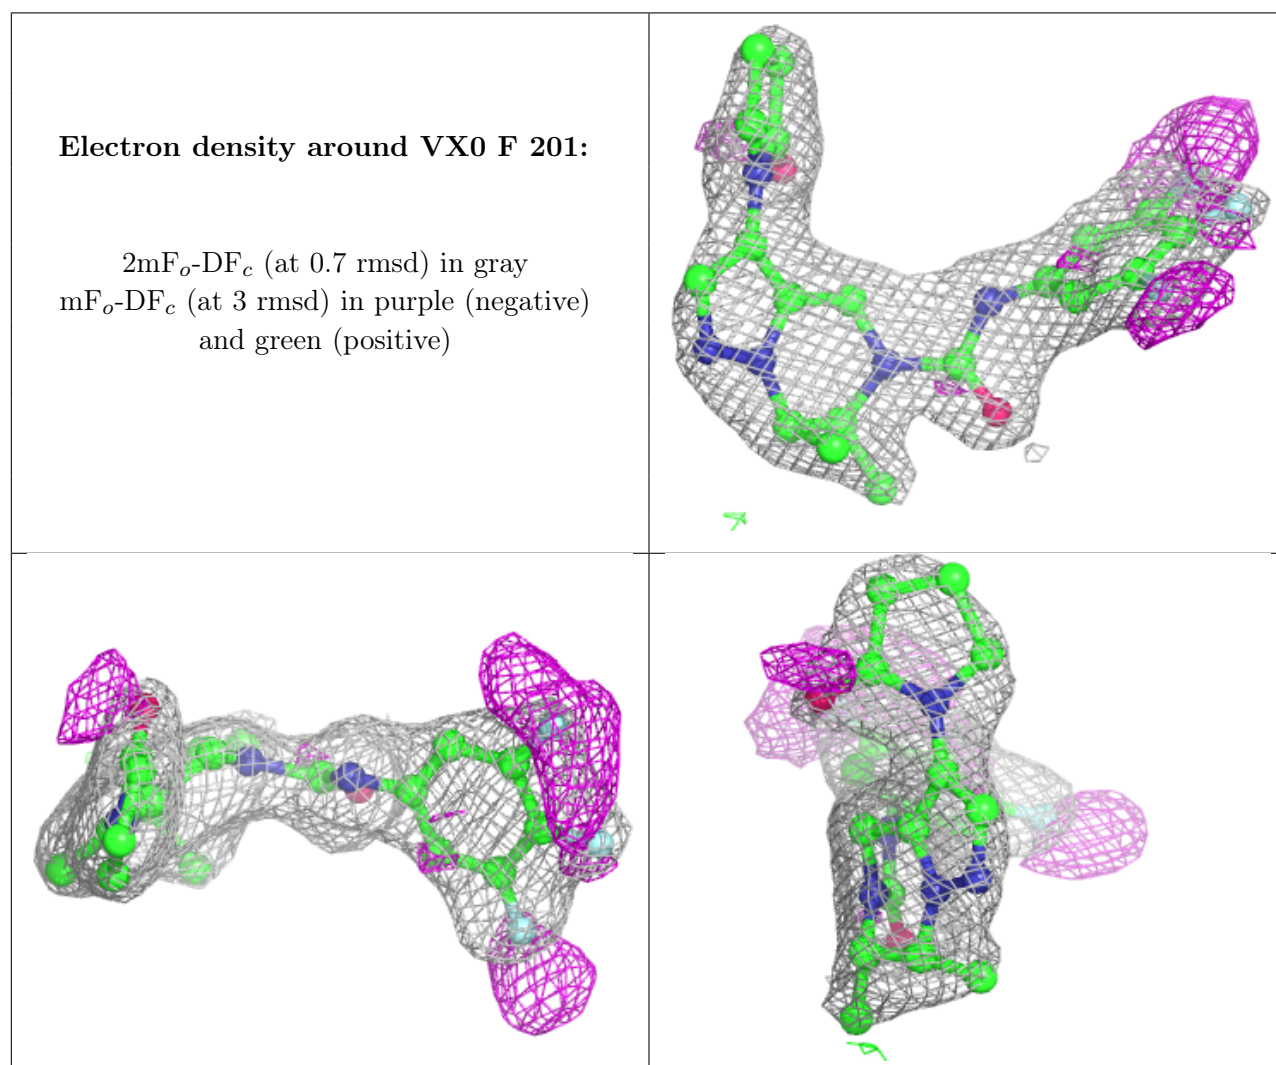 Electron density around VX0 F 201:
2mFo-DFc (at 0.7 rmsd) in gray
mFo-DFc (at 3 rmsd) in purple (negative)
and green (positive)